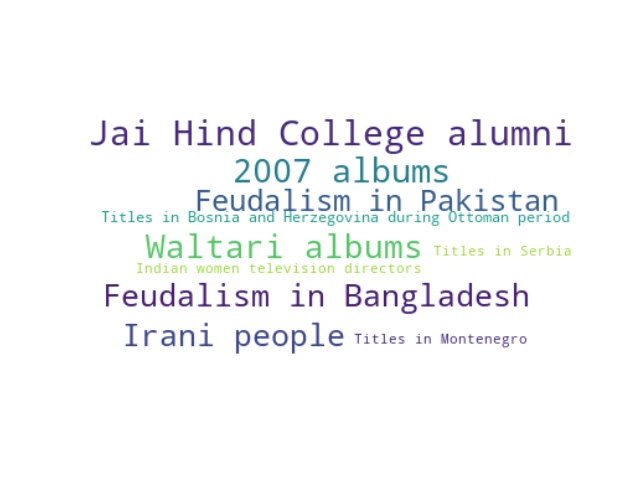 Jai Hind College alumni
2007 albums
Feudalism in Pakistan
Titles in Bosnia and Herzegovina during Ottoman period
Waltari albums
Titles in Serbia
Indian women television directors
Feudalism in Bangladesh
Irani people
Titles in Montenegro